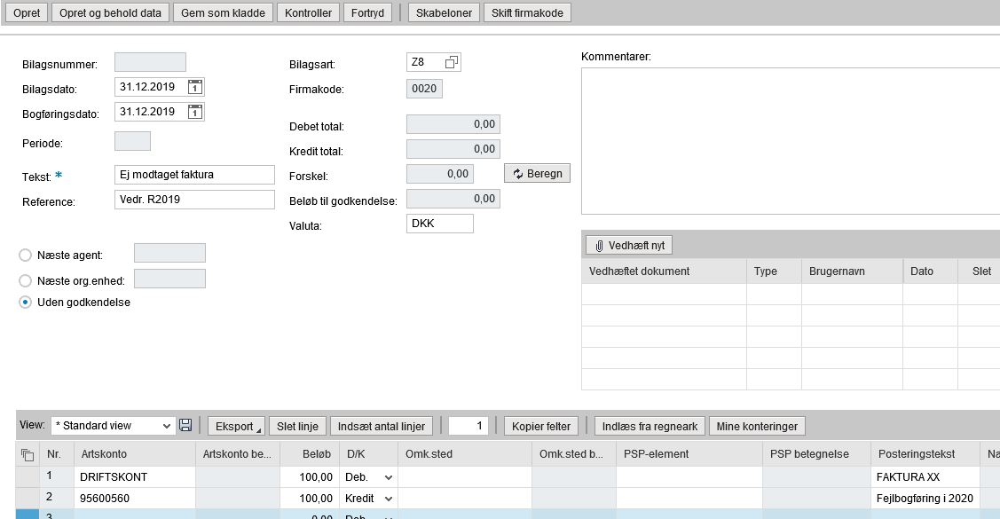 Opret Opret og behold data Gem som kladde Kontroller Fortryd Skabeloner Skift firmakode
Bilagsnummer:
Bilagsdato: 31.12.2019
Bogføringsdato: 31.12.2019
Periode:
Tekst: * Ej modtaget faktura
Reference: Vedr. R2019
Næste agent:
Næste org.enhed:
Uden godkendelse
Bilagsart: Z8
Firmakode: 0020
Debet total: 0,00
Kredit total: 0,00
Forskel: 0,00 Beregn
Beløb til godkendelse: 0,00
Valuta: DKK
Kommentarer:
Vedhæft nyt
Vedhæftet dokument Type Brugernavn Dato Slet
View: * Standard view Eksport Slet linje Indsæt antal linjer 1 Kopier felter Indlæs fra regneark Mine konteringer
Nr. Artskonto Artskonto be... Beløb D/K Omk.sted Omk.sted b... PSP-element PSP betegnelse Posteringstekst Na
1 DRIFTSKONT 100,00 Deb. FAKTURA XX
2 95600560 100,00 Kredit Fejlbogføring i 2020
3 0,00 Deb.